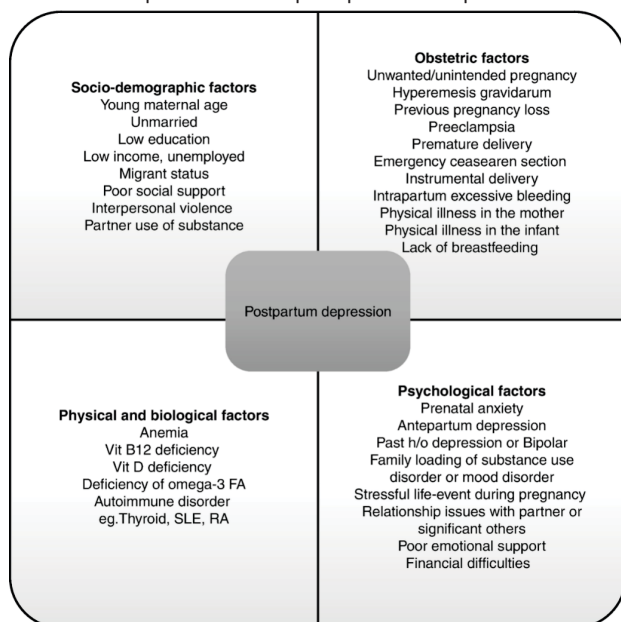 Socio-demographic factors
Young maternal age
Unmarried
Low education
Low income, unemployed
Migrant status
Poor social support
Interpersonal violence
Partner use of substance
Obstetric factors
Unwanted/unintended pregnancy
Hyperemesis gravidarum
Previous pregnancy loss
Preeclampsia
Premature delivery
Emergency ceasearen section
Instrumental delivery
Intrapartum excessive bleeding
Physical illness in the mother
Physical illness in the infant
Lack of breastfeeding
Postpartum depression
Physical and biological factors
Anemia
Vit B12 deficiency
Vit D deficiency
Deficiency of omega-3 FA
Autoimmune disorder
eg.Thyroid, SLE, RA
Psychological factors
Prenatal anxiety
Antepartum depression
Past h/o depression or Bipolar
Family loading of substance use
disorder or mood disorder
Stressful life-event during pregnancy
Relationship issues with partner or
significant others
Poor emotional support
Financial difficulties